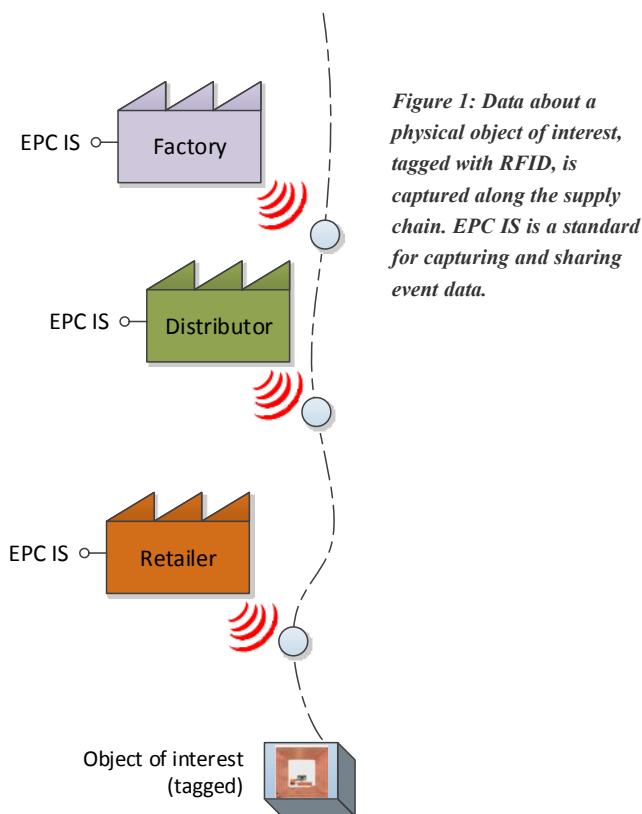 Figure 1: Data about a
physical object of interest,
tagged with RFID, is
captured along the supply
chain. EPC IS is a standard
for capturing and sharing
event data.
EPC IS
Factory
EPC IS
Distributor
EPC IS
Retailer
Object of interest
(tagged)